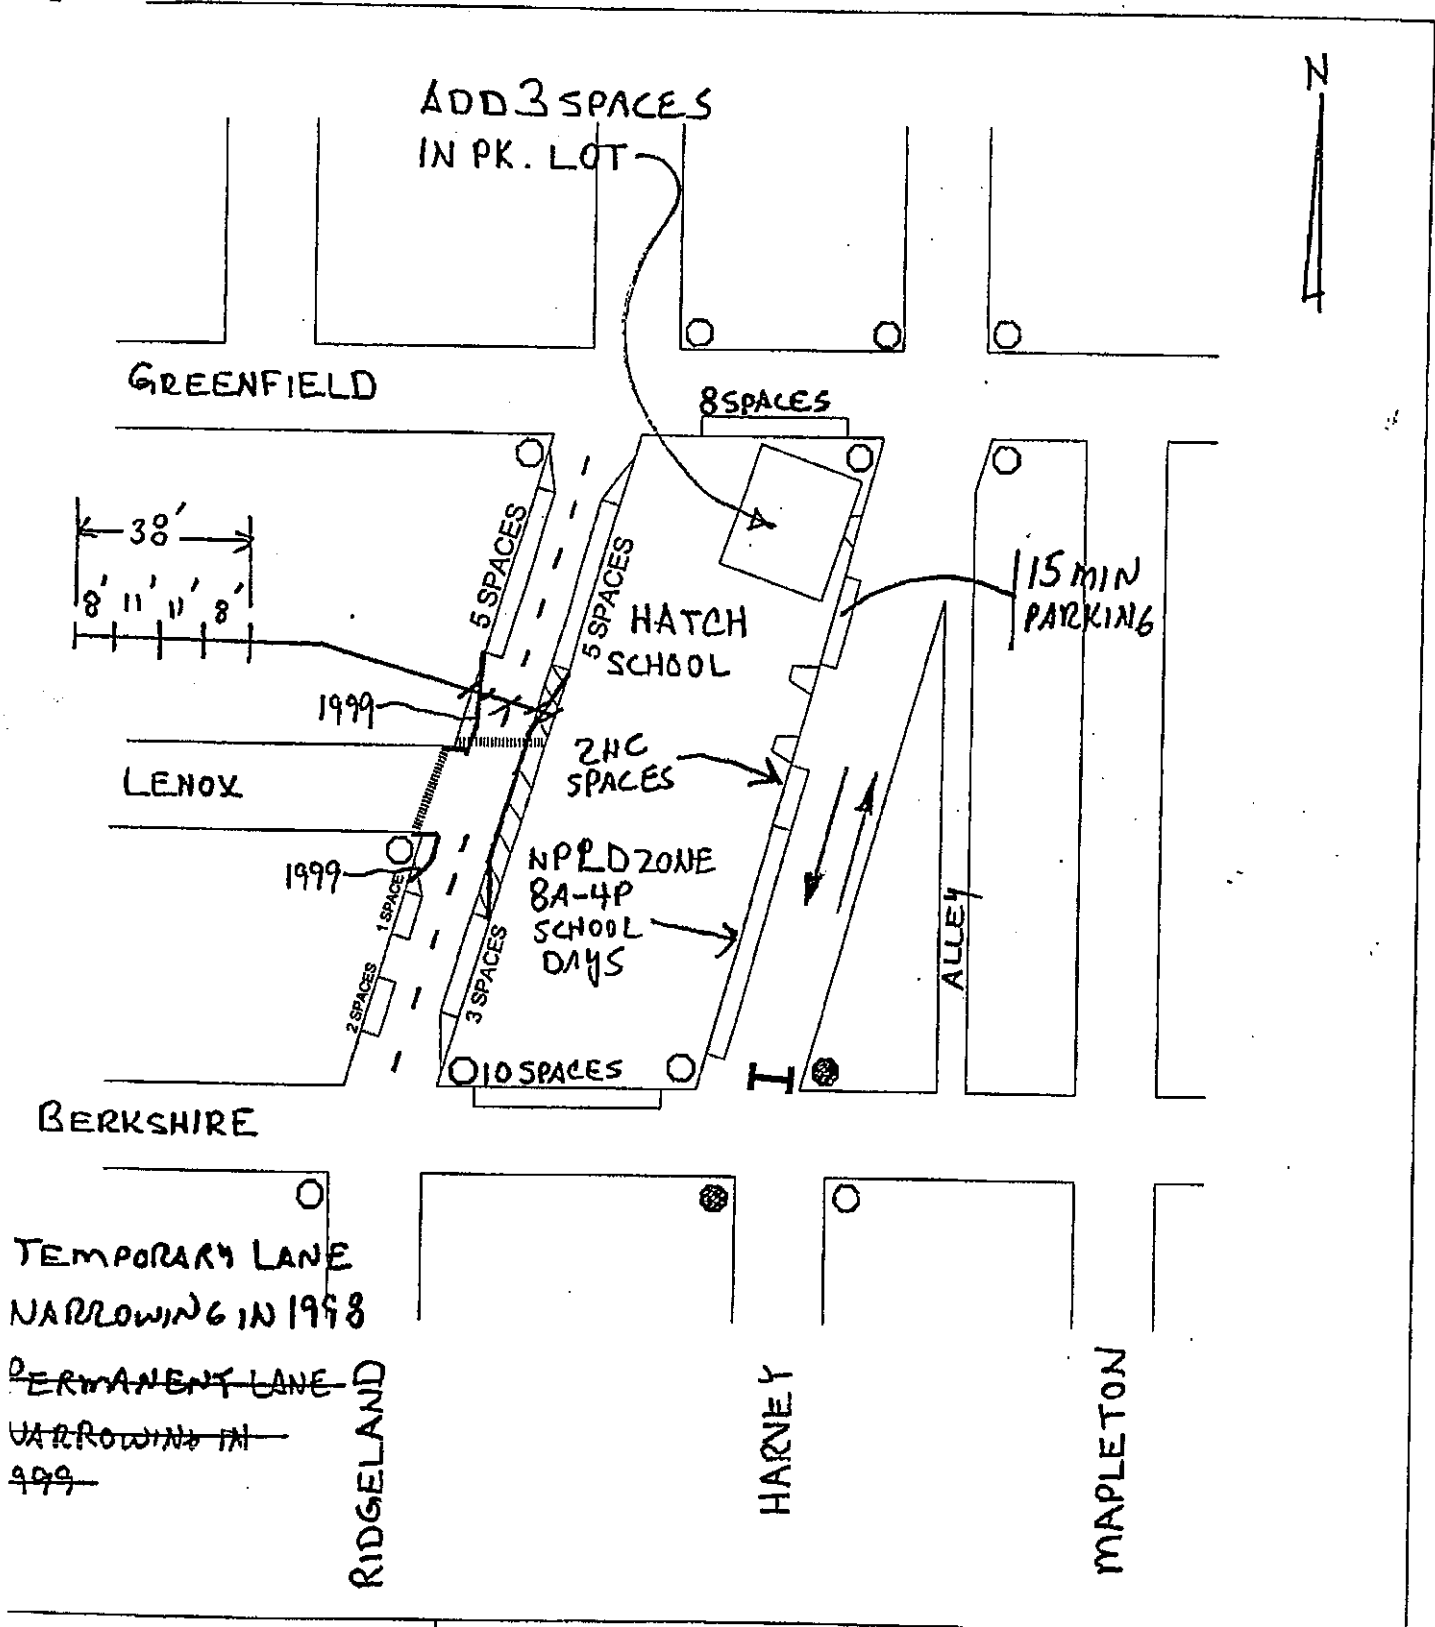 N
ADD 3 SPACES
IN PK. LOT
GREENFIELD
8 SPACES
38'
8' 11' 11' 8'
5 SPACES
5 SPACES
HATCH
SCHOOL
15 MIN
PARKING
1999
LENOX
2HC
SPACES
1999
NPLDZONE
8A-4P
SCHOOL
DAYS
1 SPACE
2 SPACES
3 SPACES
ALLEY
10 SPACES
BERKSHIRE
TEMPORARY LANE
NARROWING IN 1998
PERMANENT LANE
NARROWING IN
999
RIDGELAND
HARNEY
MAPLETON